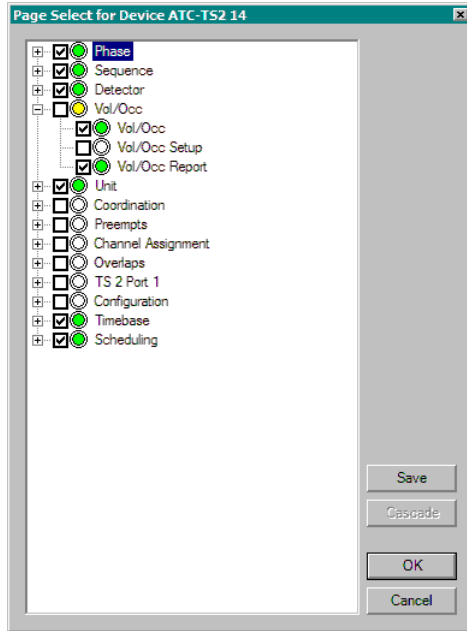 Page Select for Device ATC-TS2 14
Phase
Sequence
Detector
Vol/Occ
Vol/Occ
Vol/Occ Setup
Vol/Occ Report
Unit
Coordination
Preempts
Channel Assignment
Overlaps
TS 2 Port 1
Configuration
Timebase
Scheduling
Save
Cascade
OK
Cancel